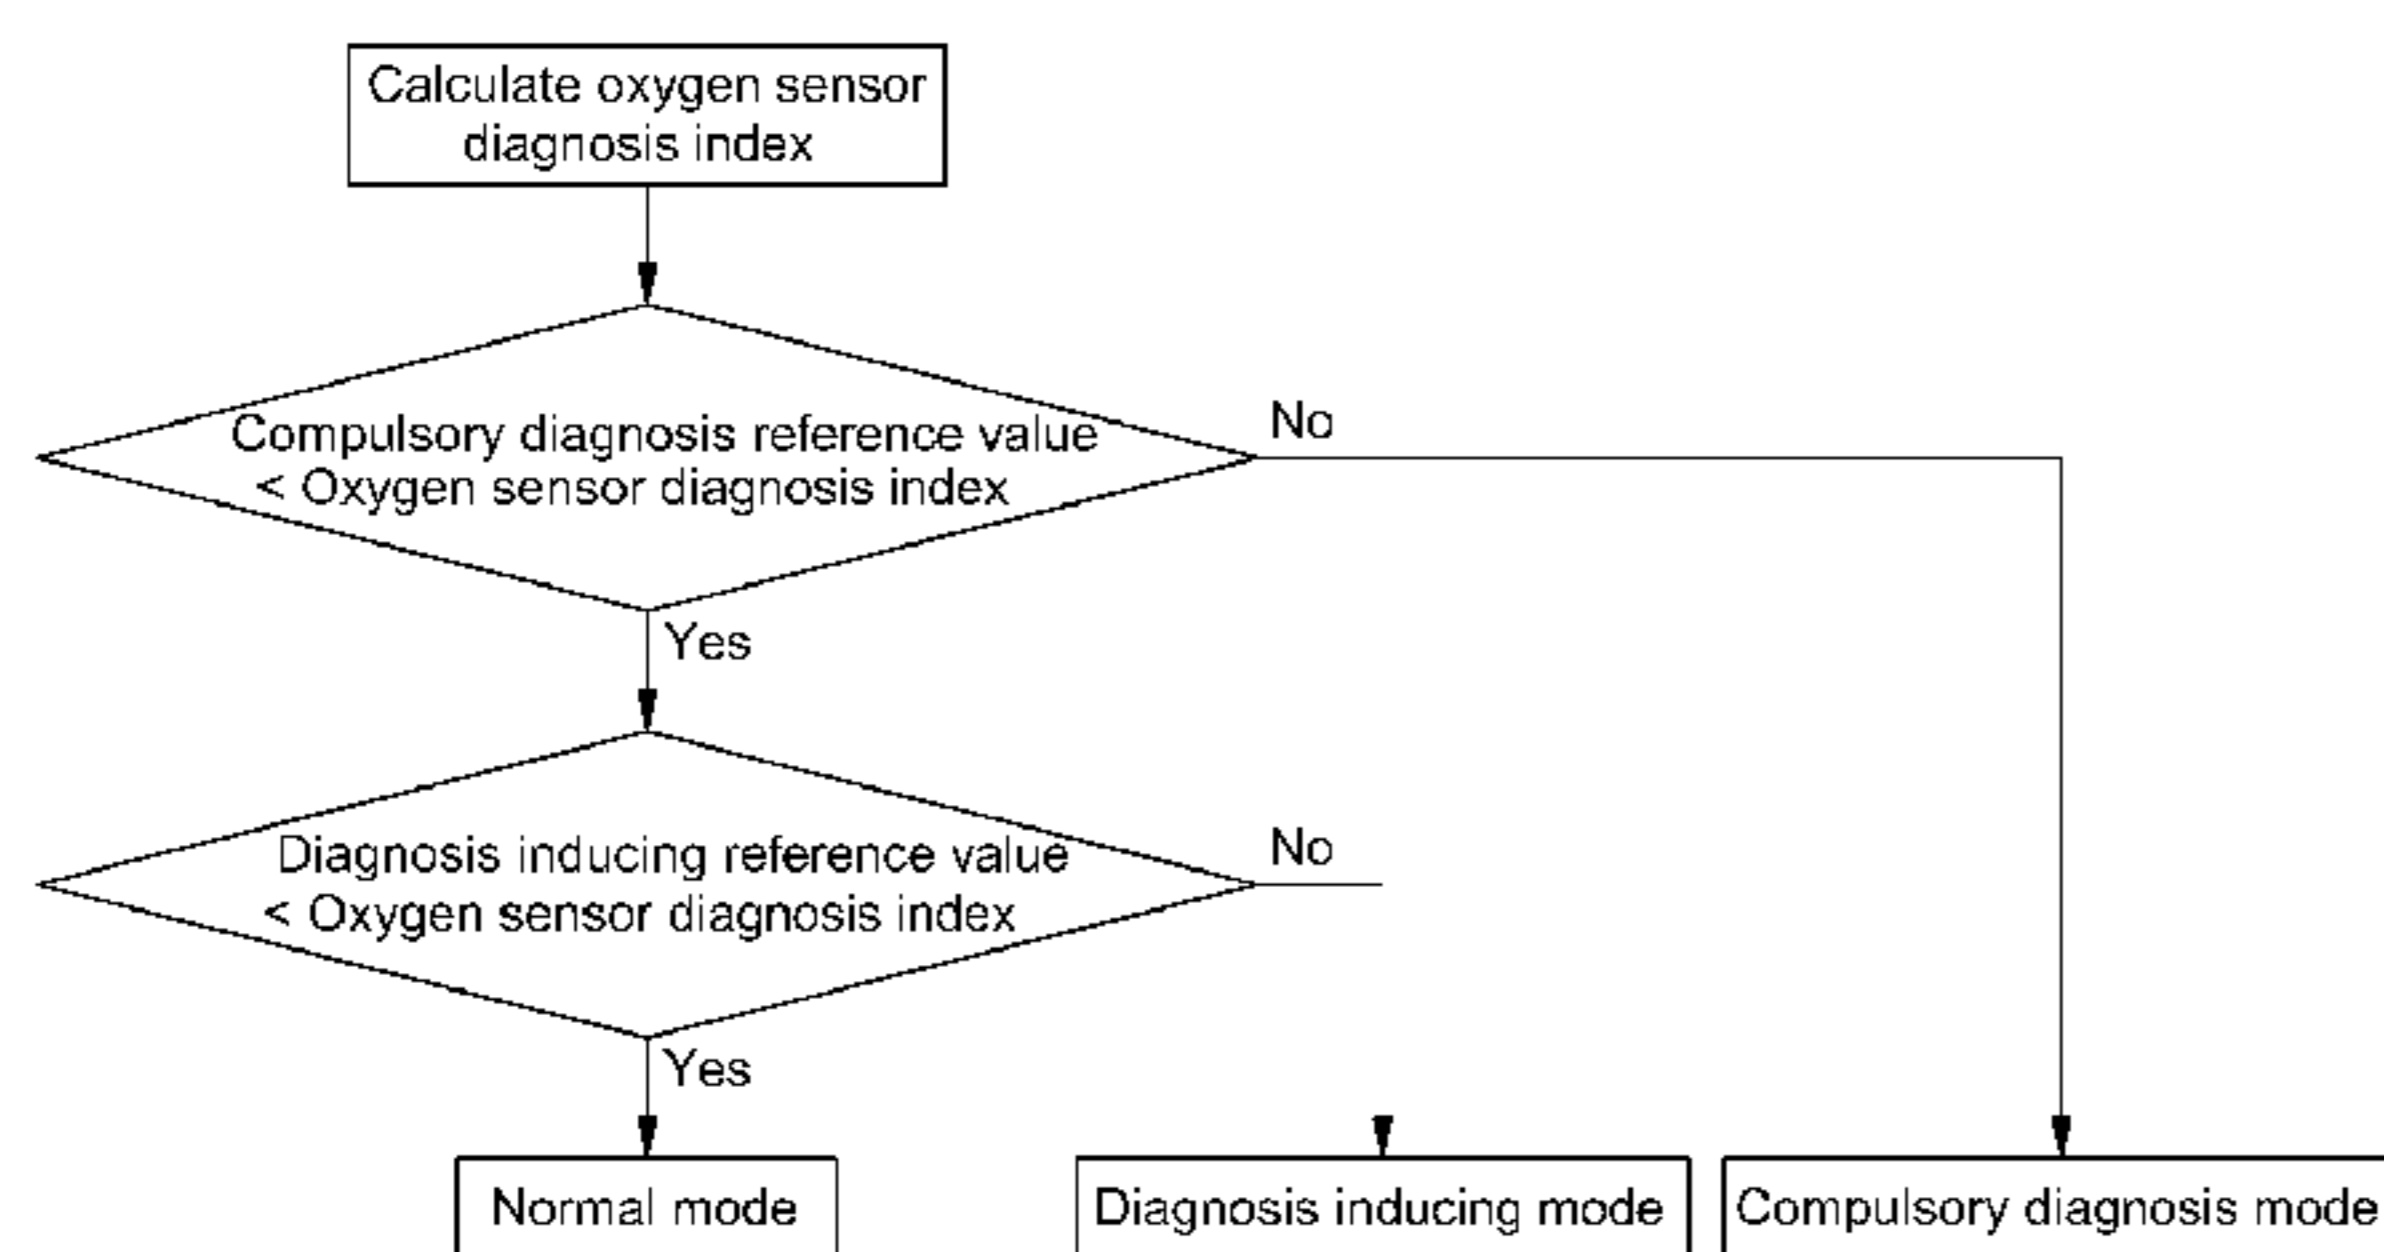 Calculate oxygen sensor
diagnosis index
Compulsory diagnosis reference value
< Oxygen sensor diagnosis index
No
Yes
Diagnosis inducing reference value
< Oxygen sensor diagnosis index
No
Yes
Normal mode
Diagnosis inducing mode
Compulsory diagnosis mode